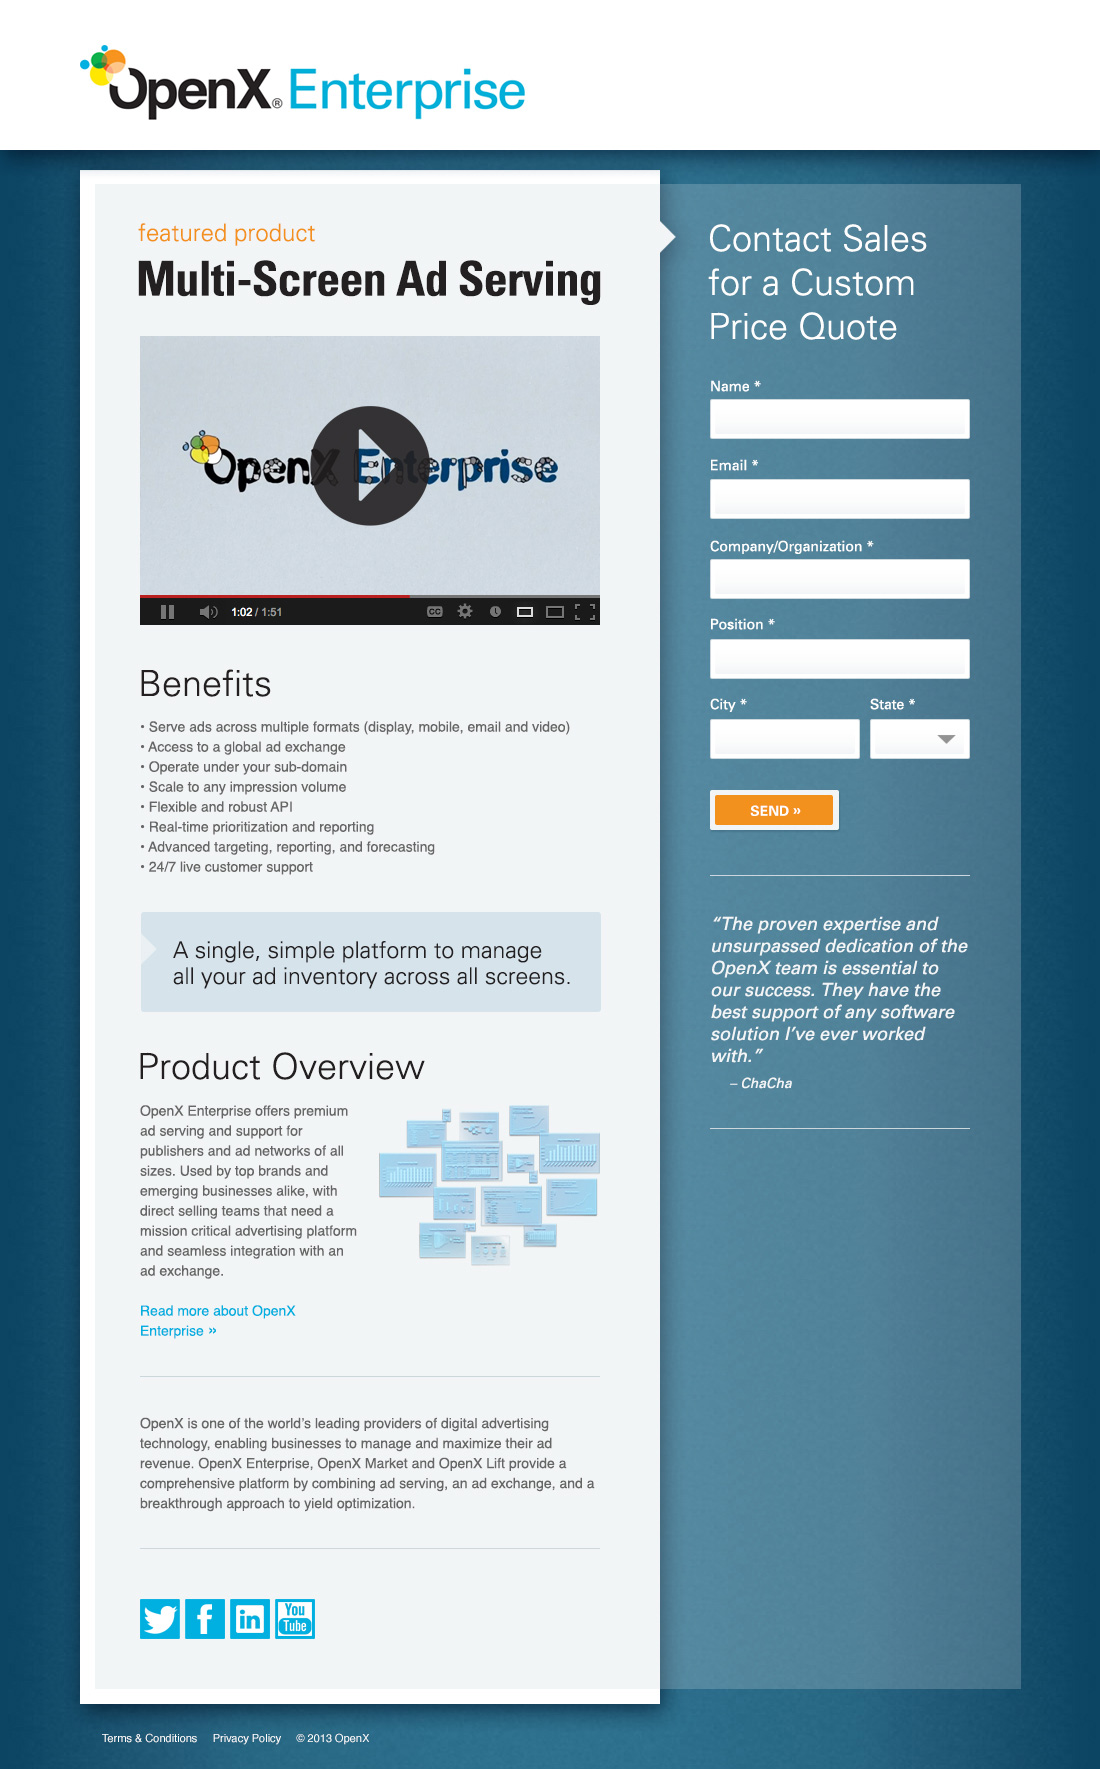 OpenX® Enterprise
featured product
Multi-Screen Ad Serving
OpenX Enterprise
1:02 / 1:51
CC
Benefits
• Serve ads across multiple formats (display, mobile, email and video)
• Access to a global ad exchange
• Operate under your sub-domain
• Scale to any impression volume
• Flexible and robust API
• Real-time prioritization and reporting
• Advanced targeting, reporting, and forecasting
• 24/7 live customer support
A single, simple platform to manage
all your ad inventory across all screens.
Product Overview
OpenX Enterprise offers premium
ad serving and support for
publishers and ad networks of all
sizes. Used by top brands and
emerging businesses alike, with
direct selling teams that need a
mission critical advertising platform
and seamless integration with an
ad exchange.
Read more about OpenX
Enterprise »
OpenX is one of the world’s leading providers of digital advertising
technology, enabling businesses to manage and maximize their ad
revenue. OpenX Enterprise, OpenX Market and OpenX Lift provide a
comprehensive platform by combining ad serving, an ad exchange, and a
breakthrough approach to yield optimization.
f
in
You
Tube
Contact Sales
for a Custom
Price Quote
Name *
Email *
Company/Organization *
Position *
City *
State *
SEND »
“The proven expertise and
unsurpassed dedication of the
OpenX team is essential to
our success. They have the
best support of any software
solution I’ve ever worked
with.”
– ChaCha
Terms & Conditions
Privacy Policy
© 2013 OpenX